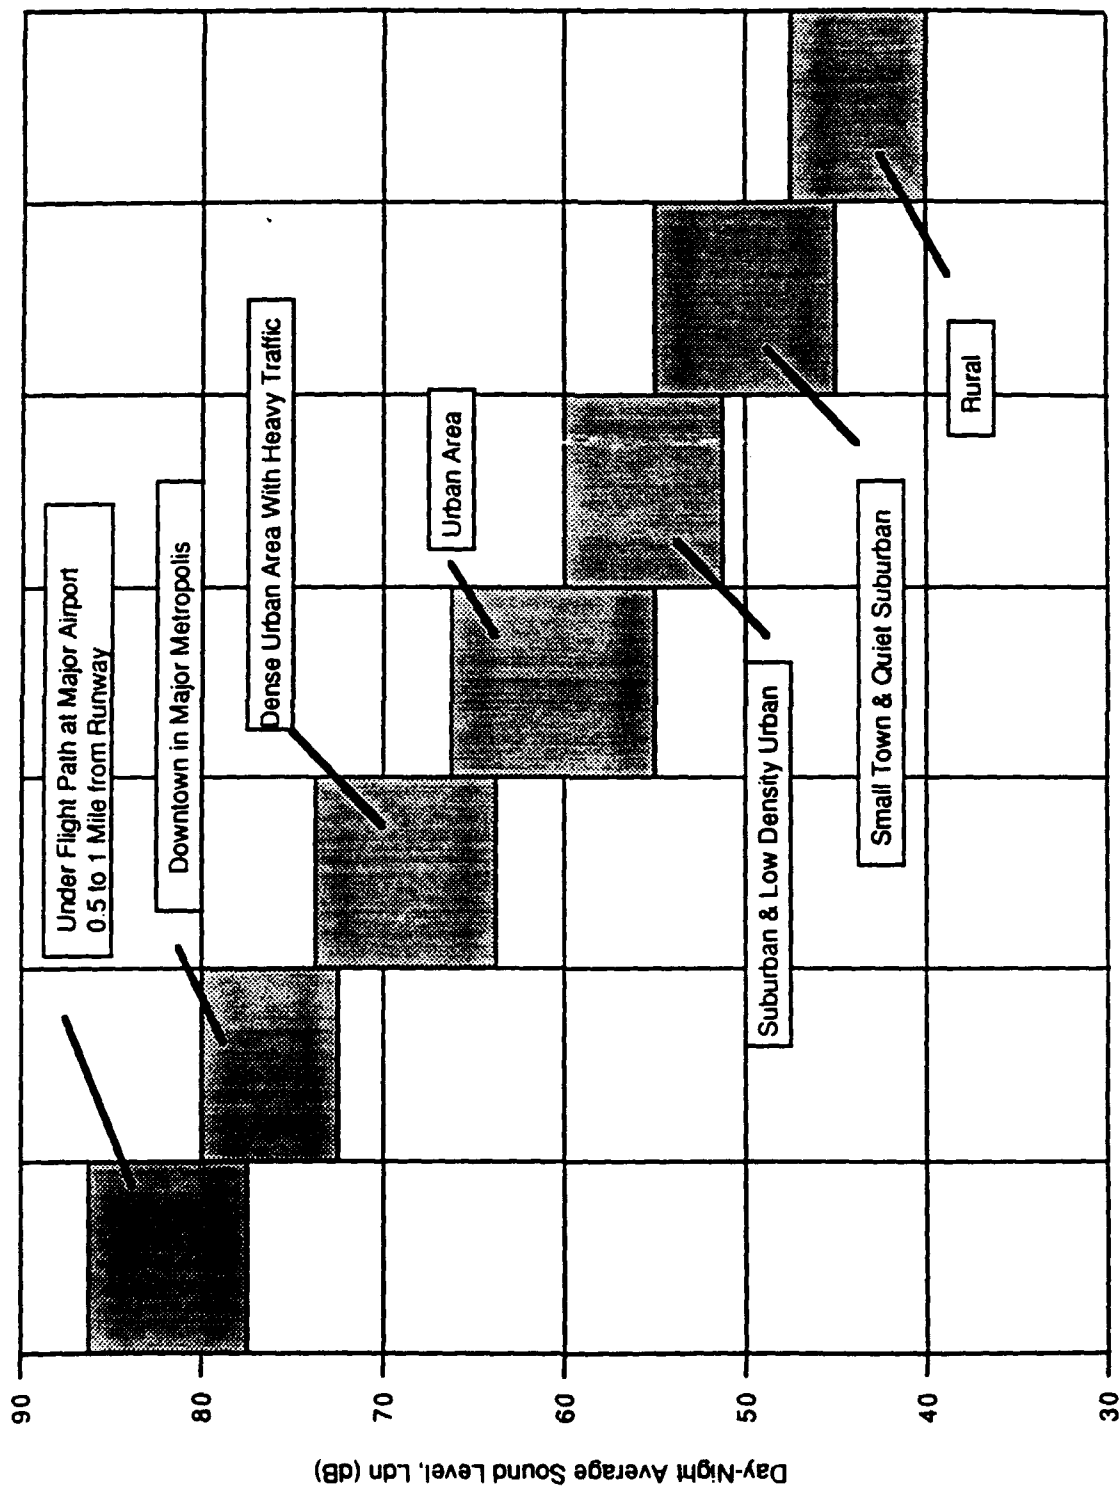 Day-Night Average Sound Level, Ldn (dB)
90
80
70
60
50
40
30
Under Flight Path at Major Airport
0.5 to 1 Mile from Runway
Downtown in Major Metropolis
Dense Urban Area With Heavy Traffic
Urban Area
Suburban & Low Density Urban
Small Town & Quiet Suburban
Rural